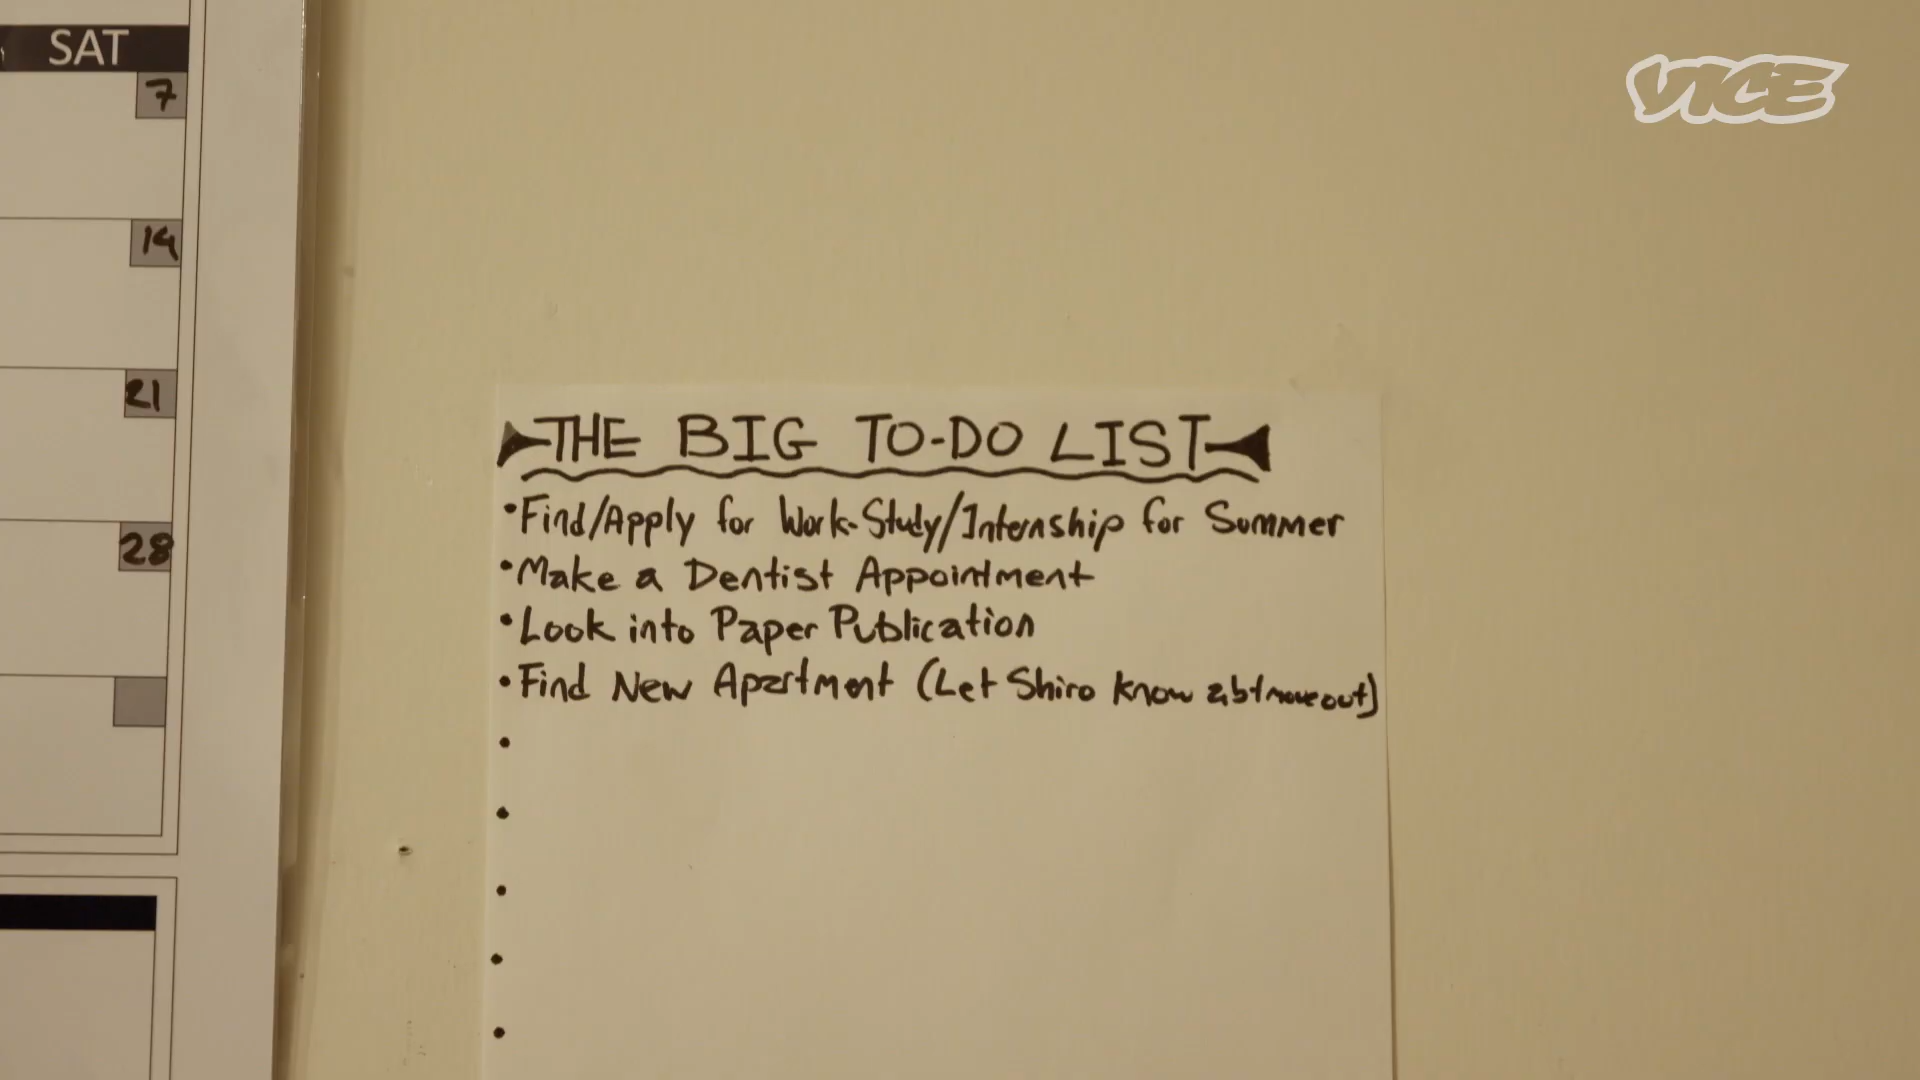 SAT
7
14
21
28
VICE
THE BIG TO-DO LIST
•Find/Apply for Work-Study/Internship for Summer
•Make a Dentist Appointment
•Look into Paper Publication
•Find New Apartment (Let Shiro know abt move out)